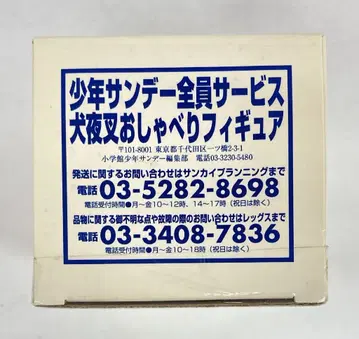 少年サンデー全員サービス
犬夜叉おしゃべりフィギュア
〒101-8001 東京都千代田区一ツ橋2-3-1
小学館少年サンデー編集部 電話03-3230-5480
発送に関するお問い合わせはサンカイプランニングまで
電話 03-5282-8698
電話受付時間●月〜金10〜12時、14〜17時（祝日は除く）
品物に関する御不明な点や故障の際のお問い合わせはレッグスまで
電話 03-3408-7836
電話受付時間●月〜金10〜18時（祝日は除く）